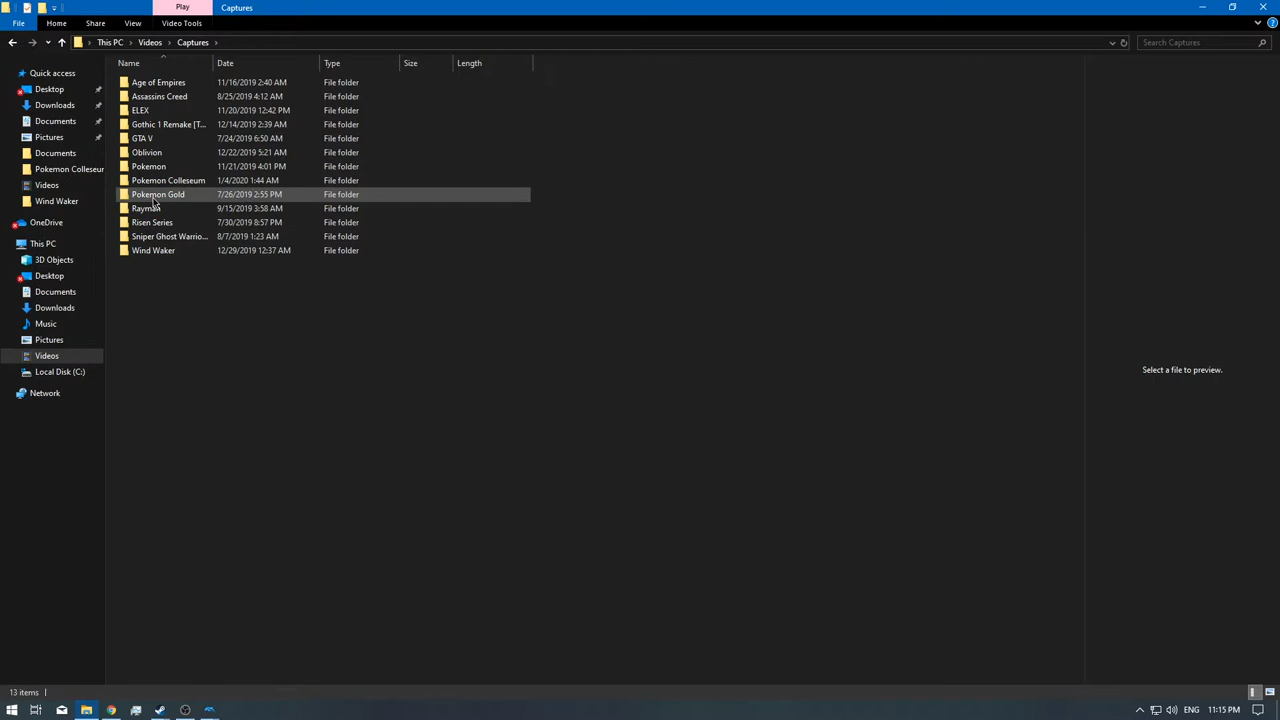 Play
Captures
File
Home
Share
View
Video Tools
This PC
Videos
Captures
Search Captures
Name
Date
Type
Size
Length
Quick access
Desktop
Downloads
Documents
Pictures
Documents
Pokemon Colleseur
Videos
Wind Waker
OneDrive
This PC
3D Objects
Desktop
Documents
Downloads
Music
Pictures
Videos
Local Disk (C:)
Network
Age of Empires 11/16/2019 2:40 AM File folder
Assassins Creed 8/25/2019 4:12 AM File folder
ELEX 11/20/2019 12:42 PM File folder
Gothic 1 Remake [T... 12/14/2019 2:39 AM File folder
GTA V 7/24/2019 6:50 AM File folder
Oblivion 12/22/2019 5:21 AM File folder
Pokemon 11/21/2019 4:01 PM File folder
Pokemon Colleseum 1/4/2020 1:44 AM File folder
Pokemon Gold 7/26/2019 2:55 PM File folder
Rayman 9/15/2019 3:58 AM File folder
Risen Series 7/30/2019 8:57 PM File folder
Sniper Ghost Warrio... 8/7/2019 1:23 AM File folder
Wind Waker 12/29/2019 12:37 AM File folder
Select a file to preview.
13 items
ENG
11:15 PM